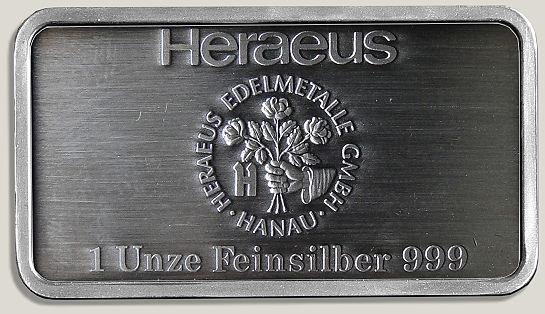 Heraeus
HERAEUS EDELMETALLE GMBH
· HANAU ·
H
1 Unze Feinsilber 999